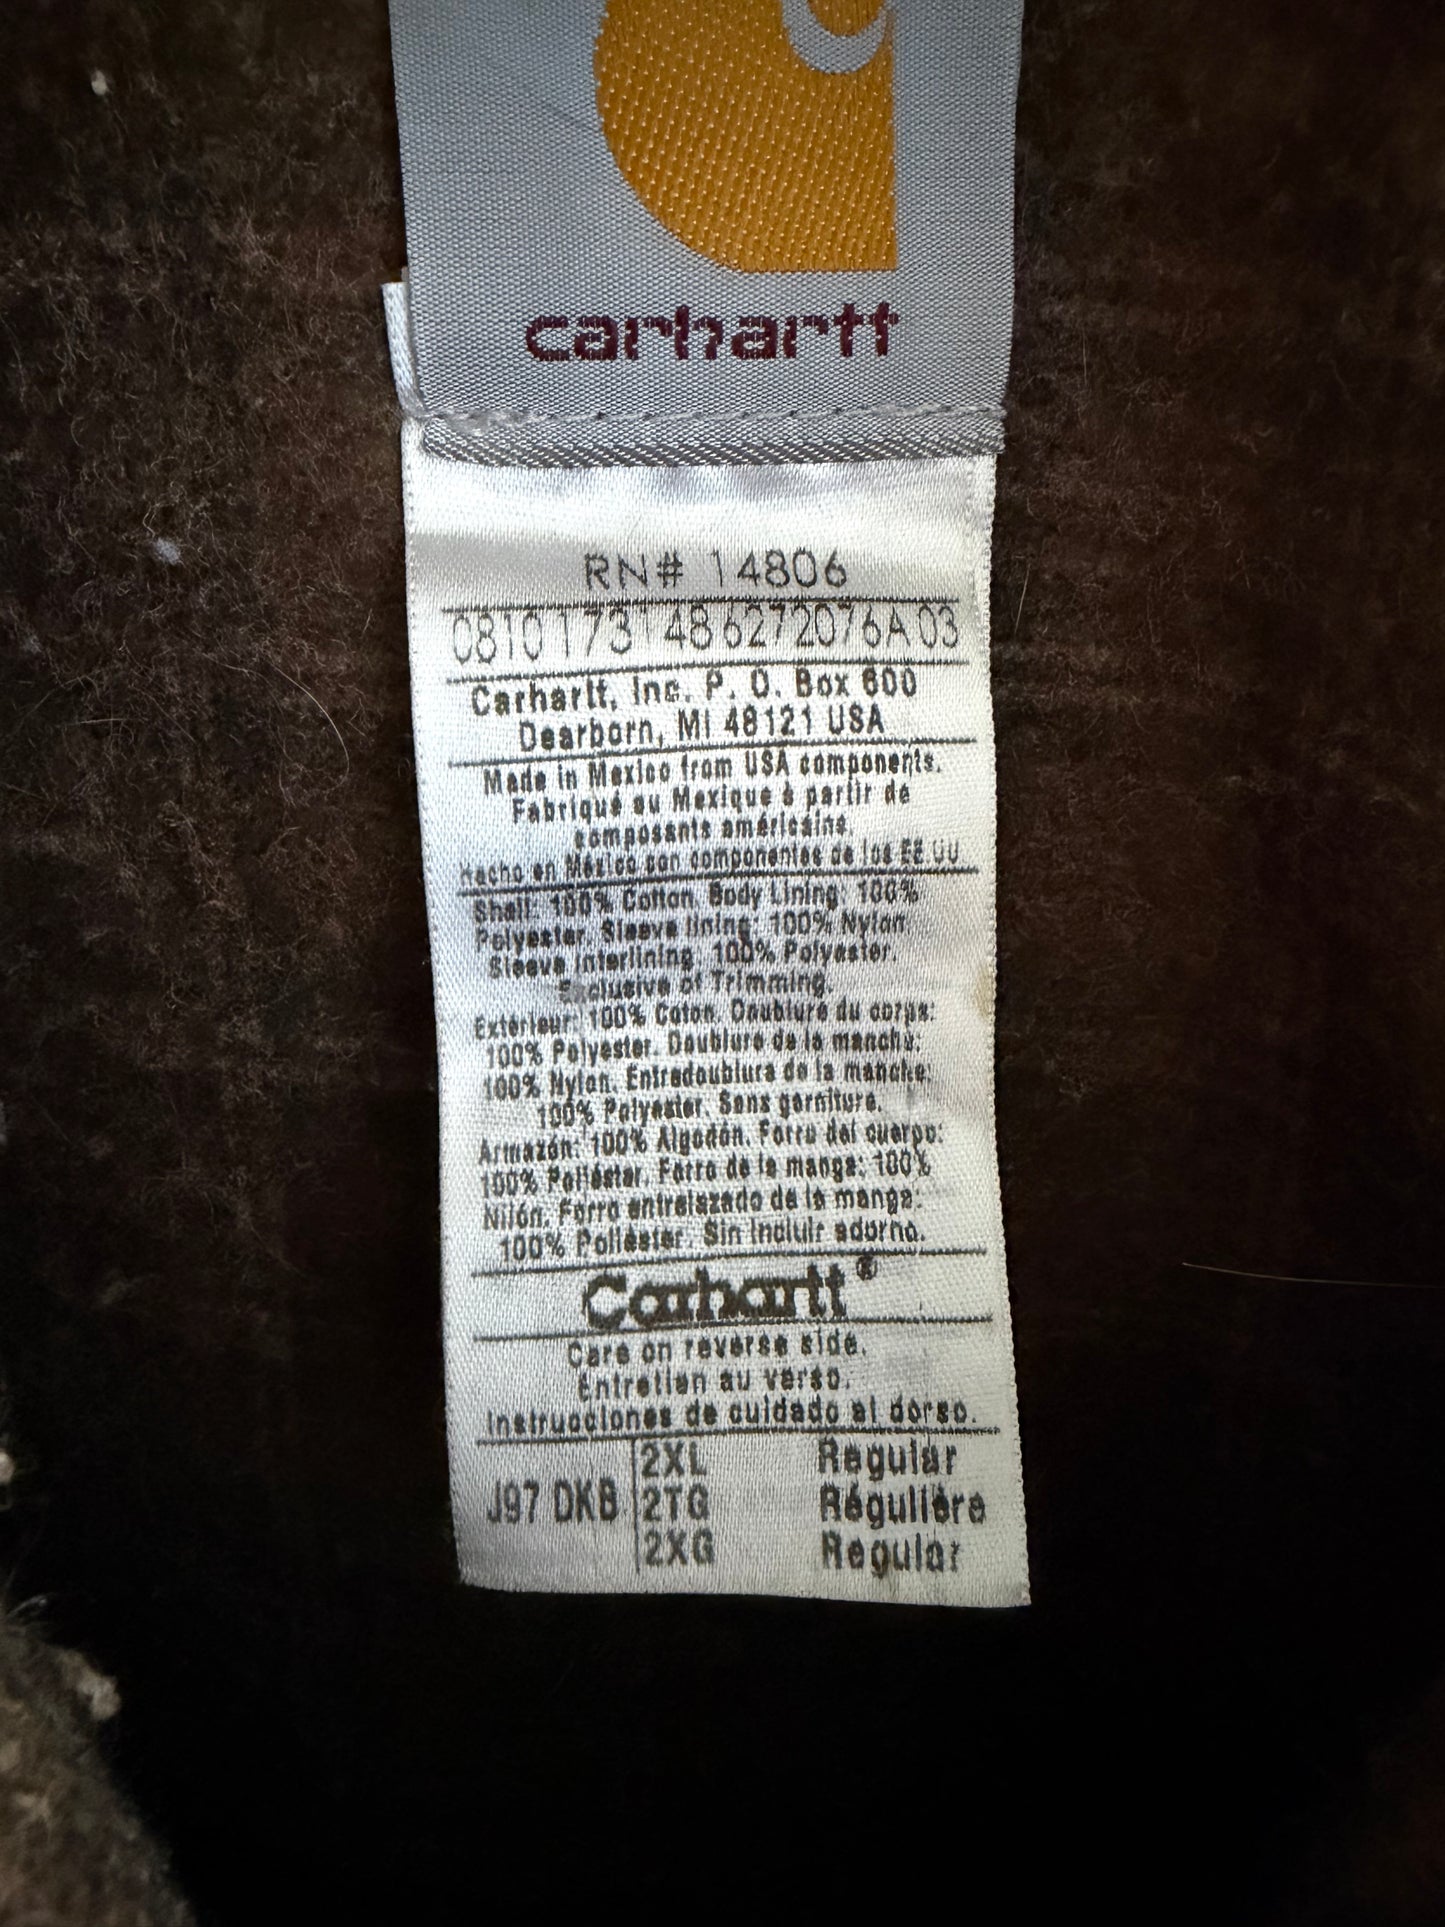 carhartt
RN# 14806
0810173148 6272076A 03
Carhartt, Inc. P. O. Box 600
Dearborn, MI 48121 USA
Made in Mexico from USA components.
Fabriqué au Mexique à partir de
composants américains.
Hecho en México con componentes de los EE.UU.
Shell: 100% Cotton. Body Lining: 100%
Polyester. Sleeve lining: 100% Nylon.
Sleeve Interlining: 100% Polyester.
Exclusive of Trimming.
Extérieur: 100% Coton. Doublure du corps:
100% Polyester. Doublure de la manche:
100% Nylon. Entredoublure de la manche:
100% Polyester. Sans garniture.
Armazón: 100% Algodón. Forro del cuerpo:
100% Poliéster. Forro de la manga: 100%
Nilón. Forro entrelazado de la manga:
100% Poliéster. Sin incluir adorno.
Carhartt®
Care on reverse side.
Entretien au verso.
Instrucciones de cuidado al dorso.
2XL Regular
J97 DKB 2TG Régulière
2XG Regular